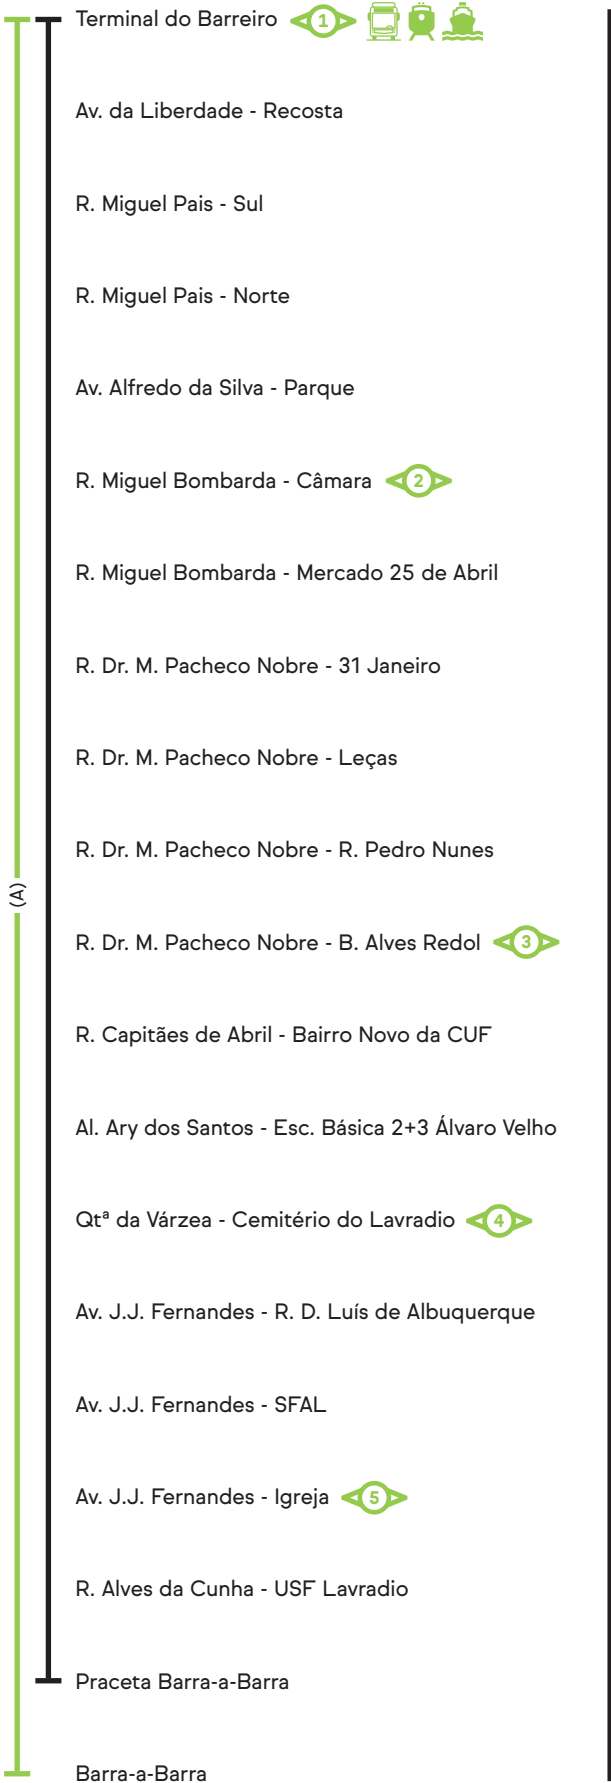 Terminal do Barreiro 1
Av. da Liberdade - Recosta
R. Miguel Pais - Sul
R. Miguel Pais - Norte
Av. Alfredo da Silva - Parque
R. Miguel Bombarda - Câmara 2
R. Miguel Bombarda - Mercado 25 de Abril
R. Dr. M. Pacheco Nobre - 31 Janeiro
R. Dr. M. Pacheco Nobre - Leças
R. Dr. M. Pacheco Nobre - R. Pedro Nunes
(A)
R. Dr. M. Pacheco Nobre - B. Alves Redol 3
R. Capitães de Abril - Bairro Novo da CUF
Al. Ary dos Santos - Esc. Básica 2+3 Álvaro Velho
Qtª da Várzea - Cemitério do Lavradio 4
Av. J.J. Fernandes - R. D. Luís de Albuquerque
Av. J.J. Fernandes - SFAL
Av. J.J. Fernandes - Igreja 5
R. Alves da Cunha - USF Lavradio
Praceta Barra-a-Barra
Barra-a-Barra